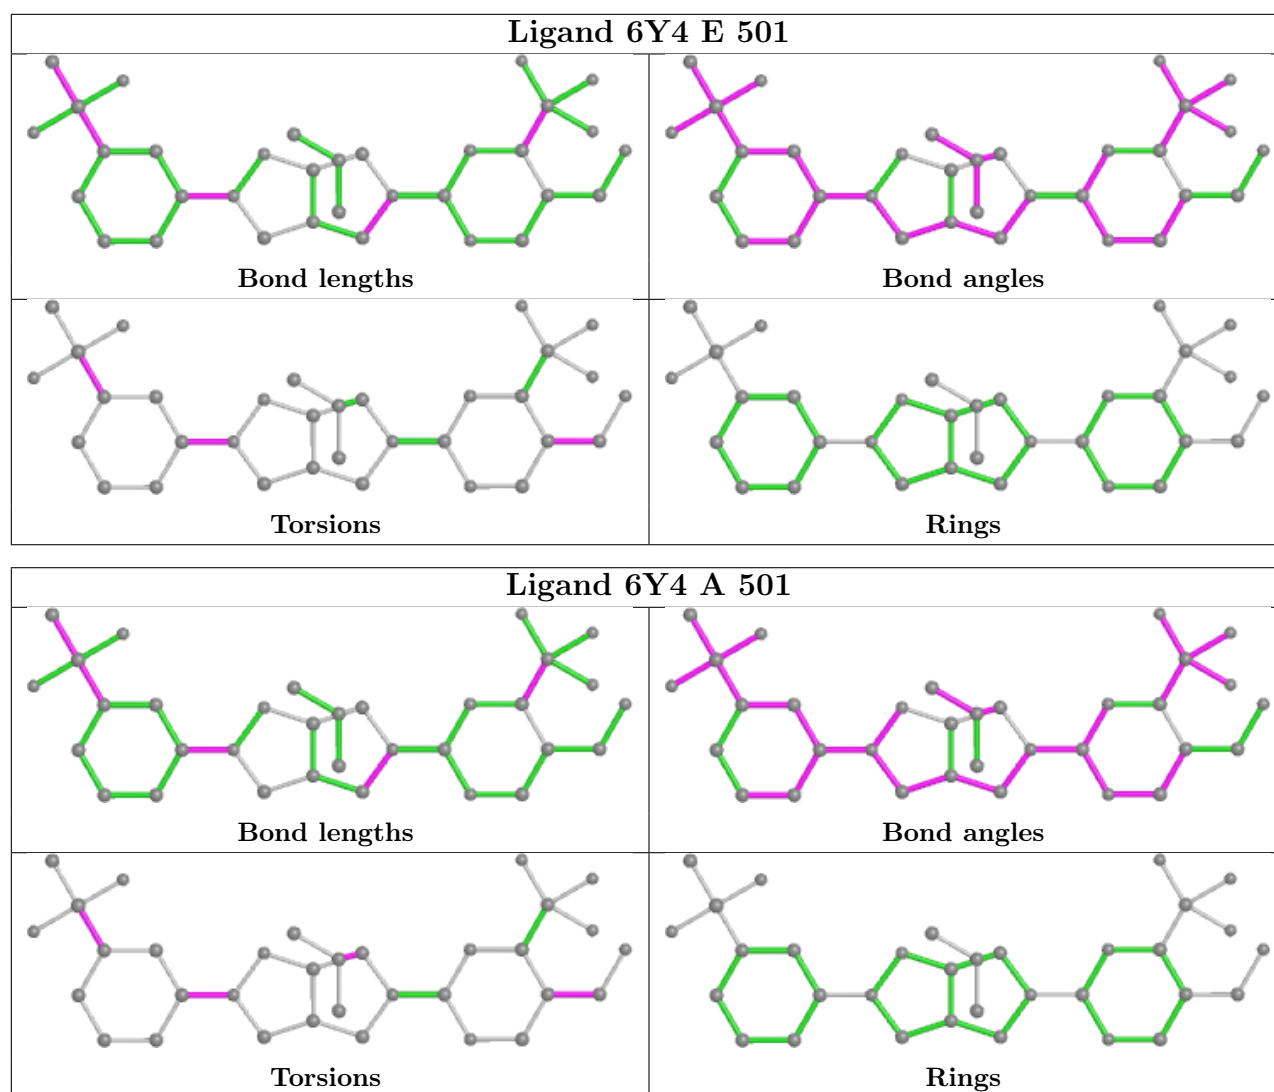 Ligand 6Y4 E 501
Bond lengths
Bond angles
Torsions
Rings
Ligand 6Y4 A 501
Bond lengths
Bond angles
Torsions
Rings